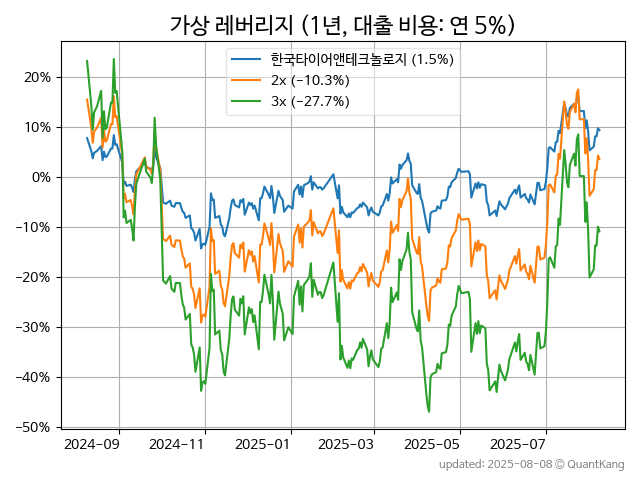 가상 레버리지 (1년, 대출 비용: 연 5%)
한국타이어앤테크놀로지 (1.5%)
2x (−10.3%)
3x (−27.7%)
20%
10%
0%
−10%
−20%
−30%
−40%
−50%
2024-09 2024-11 2025-01 2025-03 2025-05 2025-07
updated: 2025-08-08 © QuantKang